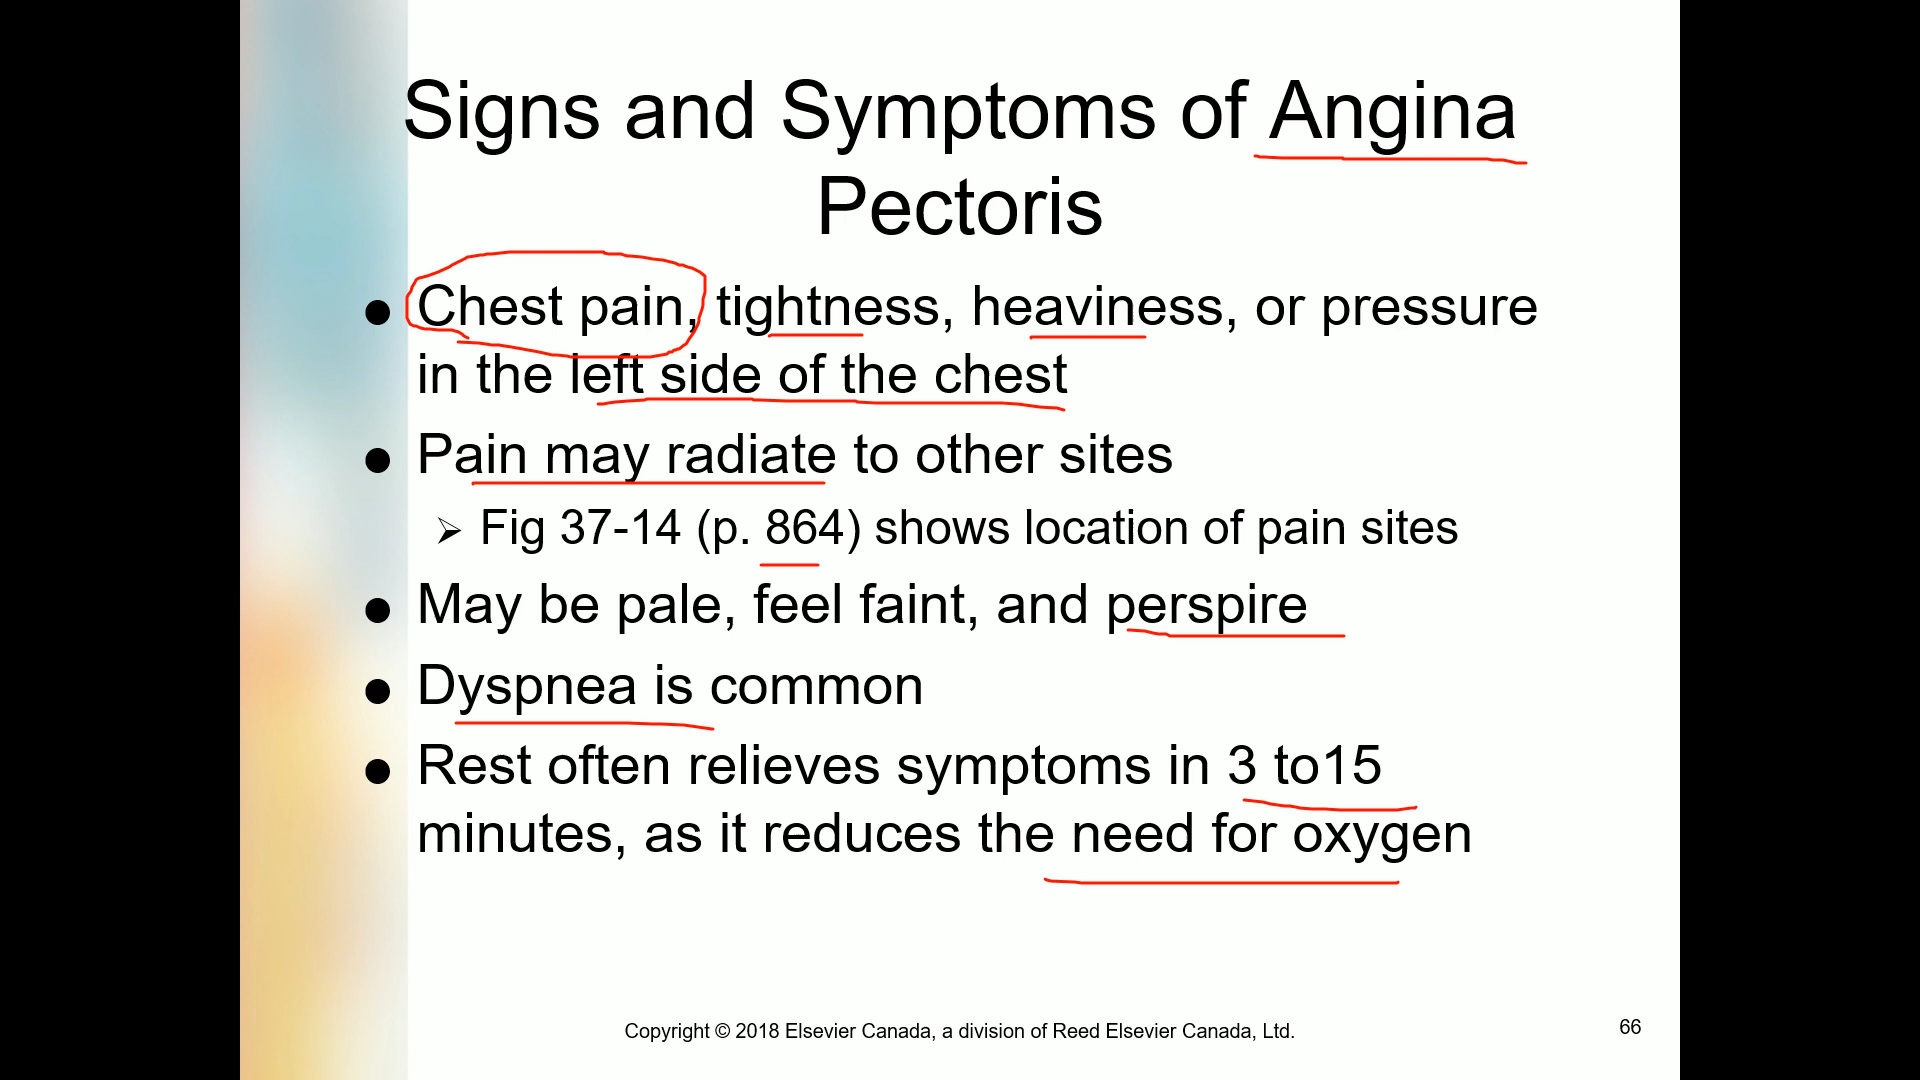 Signs and Symptoms of Angina
Pectoris
● Chest pain, tightness, heaviness, or pressure
in the left side of the chest
● Pain may radiate to other sites
➢ Fig 37-14 (p. 864) shows location of pain sites
● May be pale, feel faint, and perspire
● Dyspnea is common
● Rest often relieves symptoms in 3 to15
minutes, as it reduces the need for oxygen
Copyright © 2018 Elsevier Canada, a division of Reed Elsevier Canada, Ltd.
66